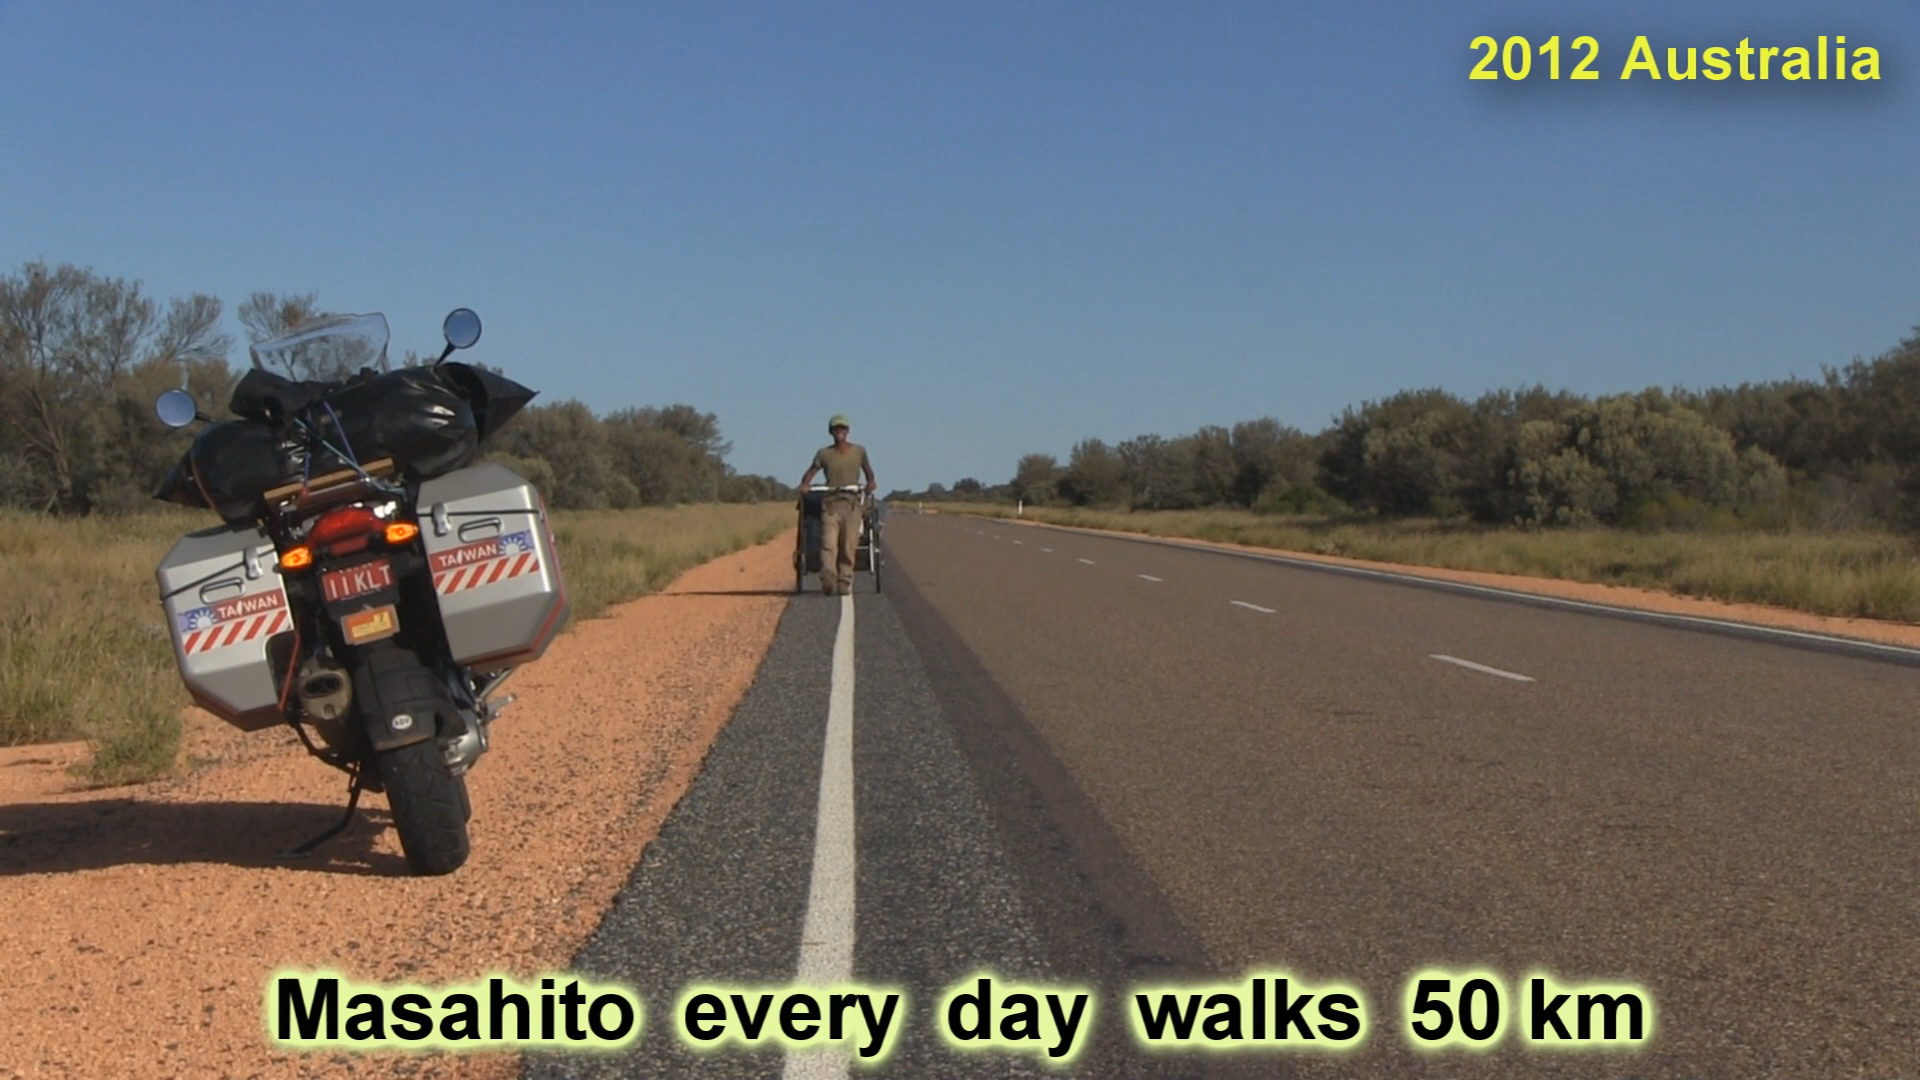 2012 Australia
TAIWAN
TAIWAN
11KLT
Masahito every day walks 50 km